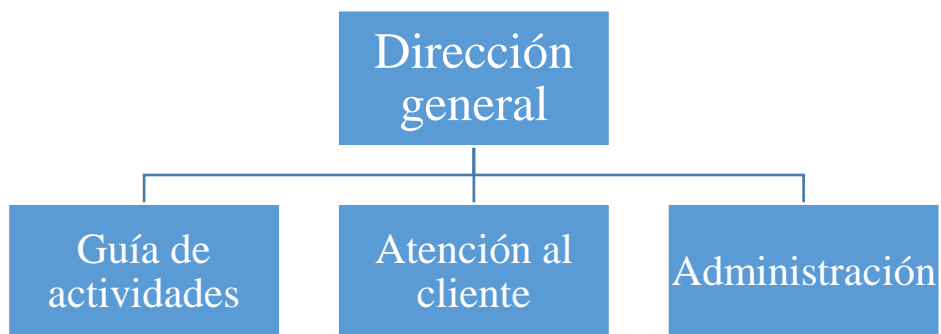 Dirección
general
Guía de
actividades
Atención al
cliente
Administración